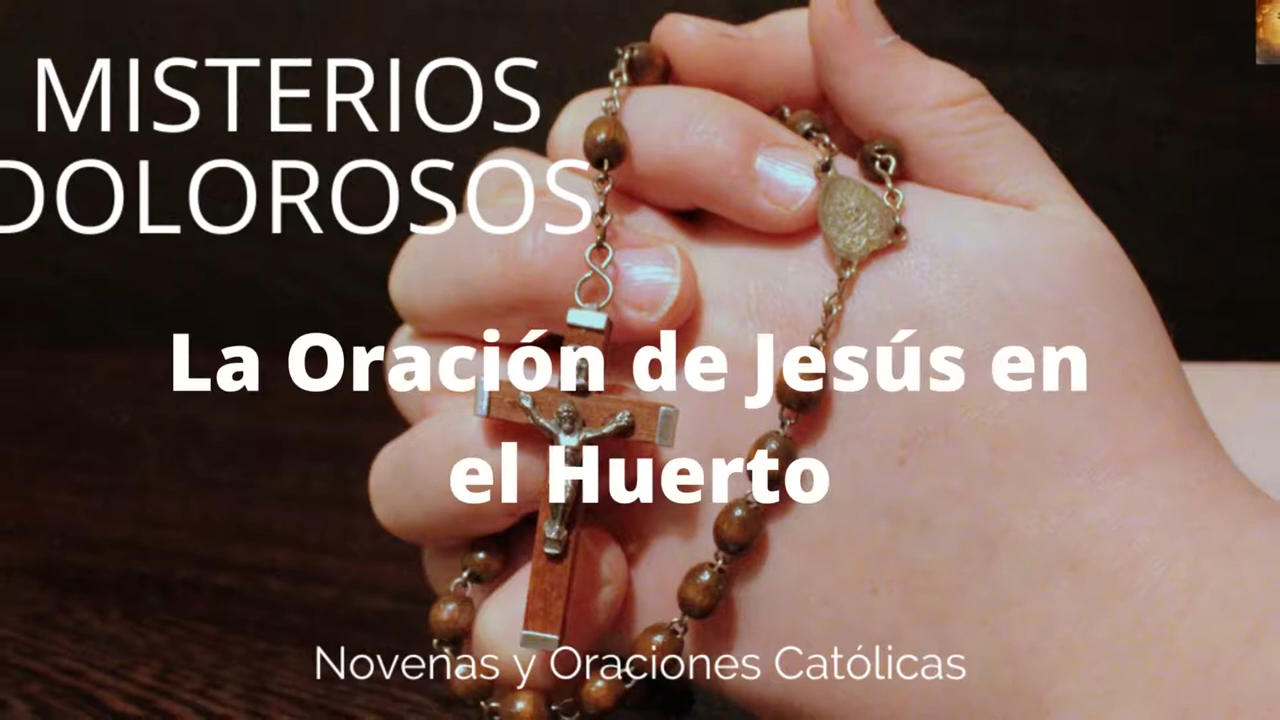 MISTERIOS
DOLOROSOS
La Oración de Jesús en
el Huerto
Novenas y Oraciones Católicas